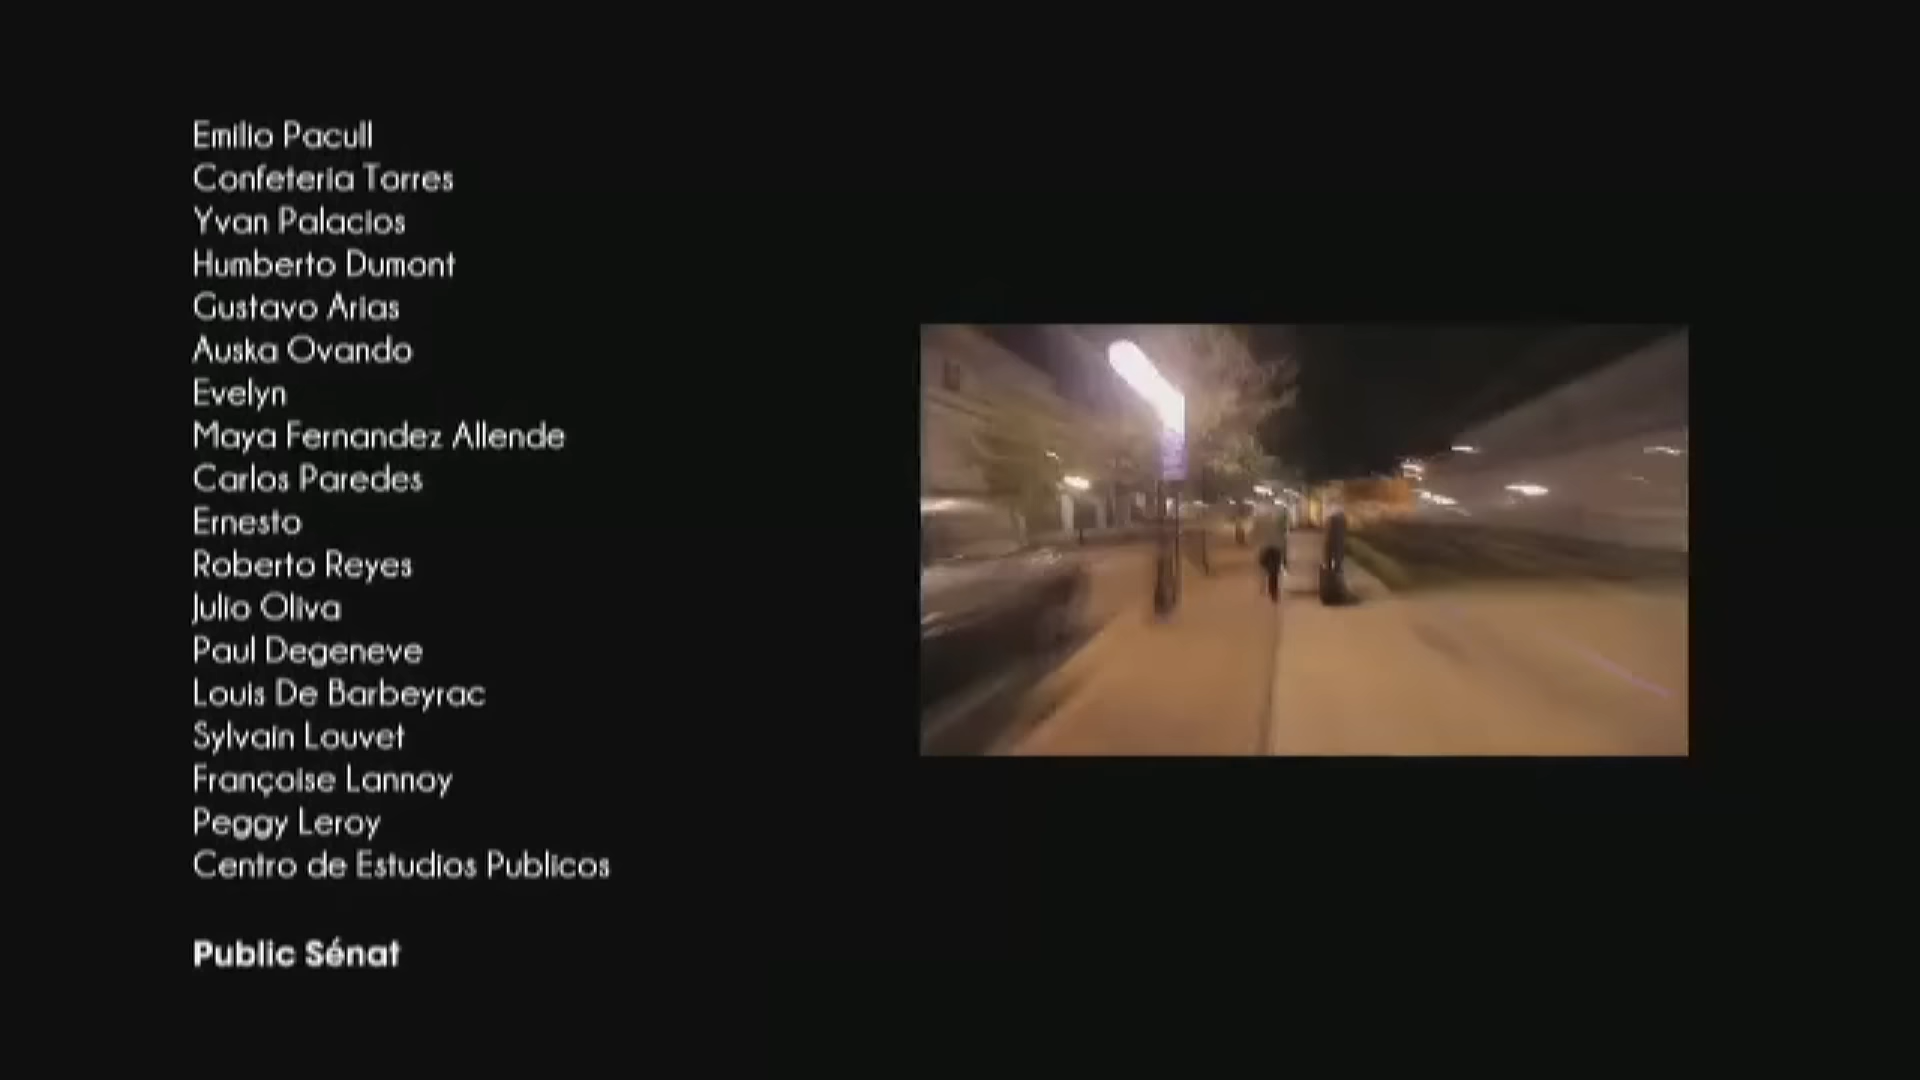 Emilio Pacull
Confeteria Torres
Yvan Palacios
Humberto Dumont
Gustavo Arias
Auska Ovando
Evelyn
Maya Fernandez Allende
Carlos Paredes
Ernesto
Roberto Reyes
Julio Oliva
Paul Degeneve
Louis De Barbeyrac
Sylvain Louvet
Françoise Lannoy
Peggy Leroy
Centro de Estudios Publicos
Public Sénat